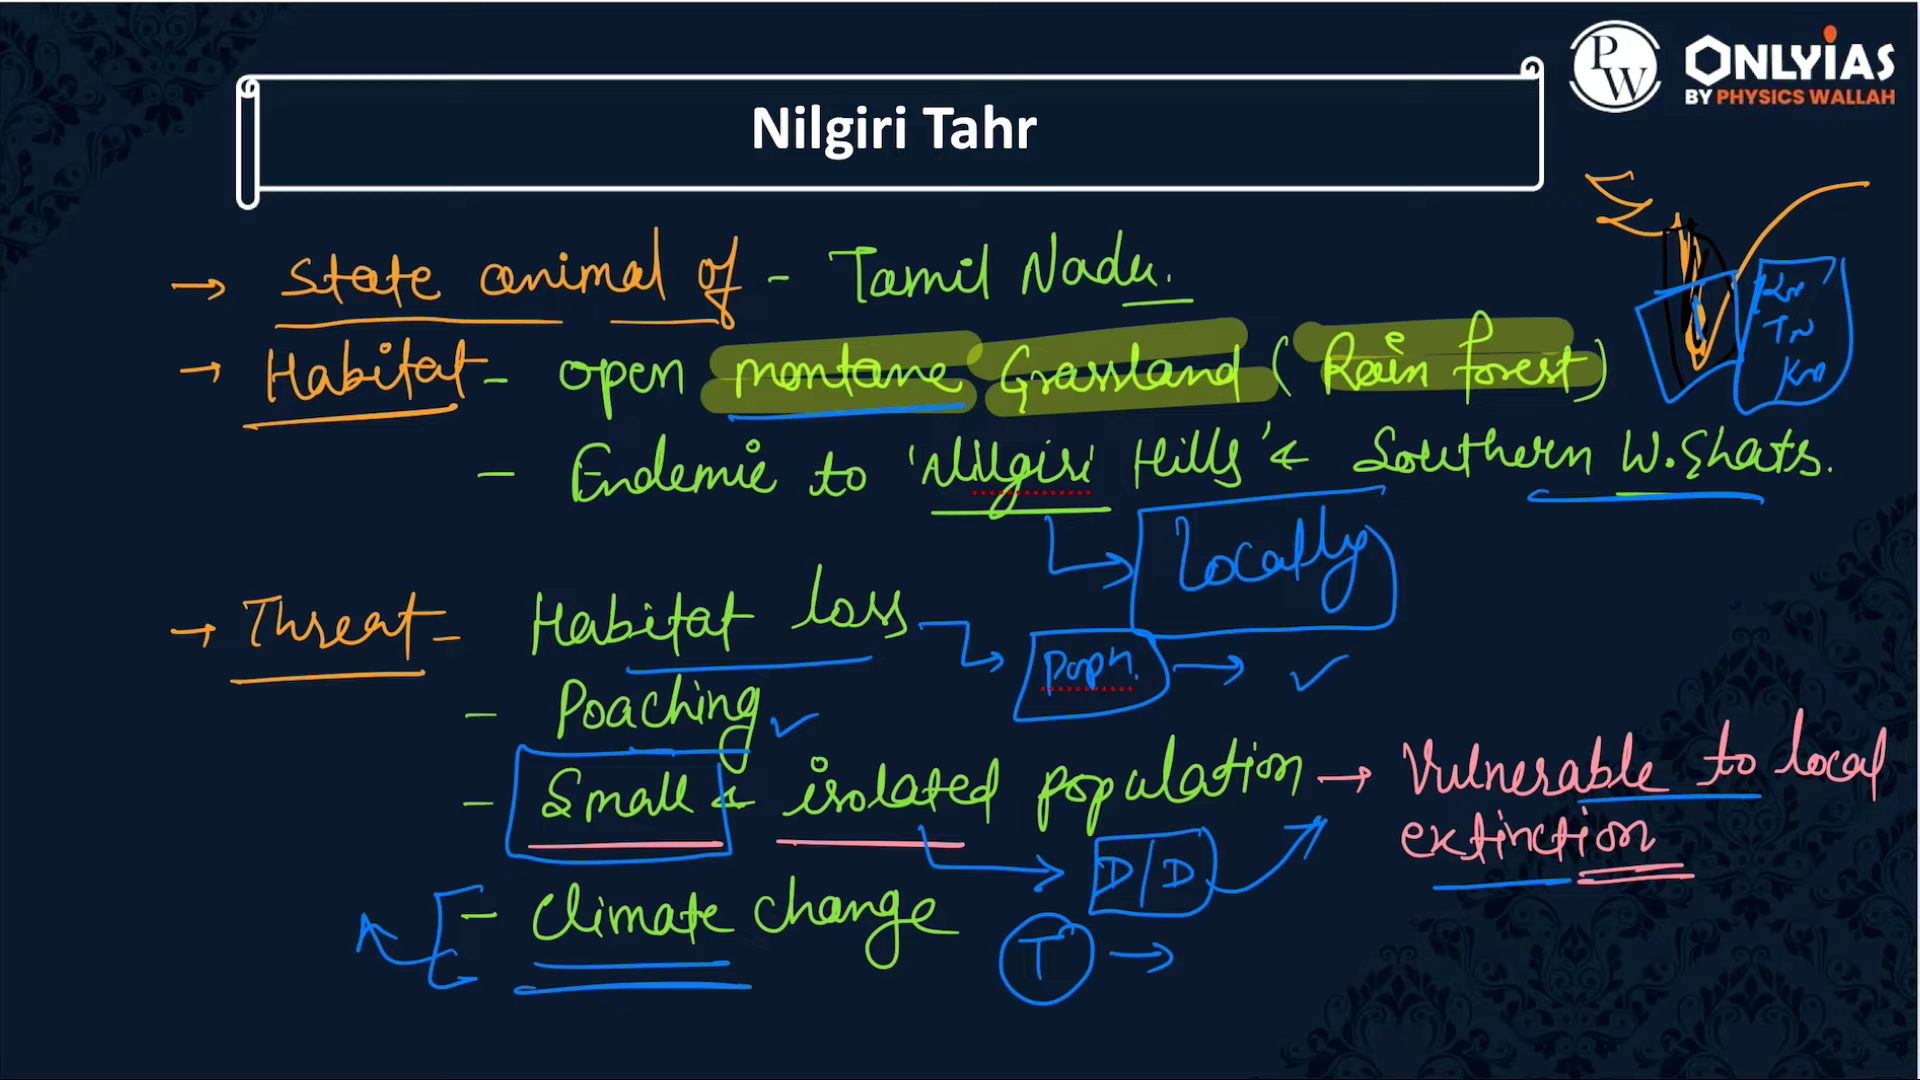 PW ONLYIAS
BY PHYSICS WALLAH
Nilgiri Tahr
→ State animal of - Tamil Nadu.
→ Habitat - open montane Grassland (Rain forest)
- Endemic to 'Nilgiri Hills' & Southern W.Ghats.
Locally
→ Threat - Habitat loss → Popn. → ✓
- Poaching ✓
- Small & isolated population → Vulnerable to local
extinction
D/D
- Climate change
T →
TN